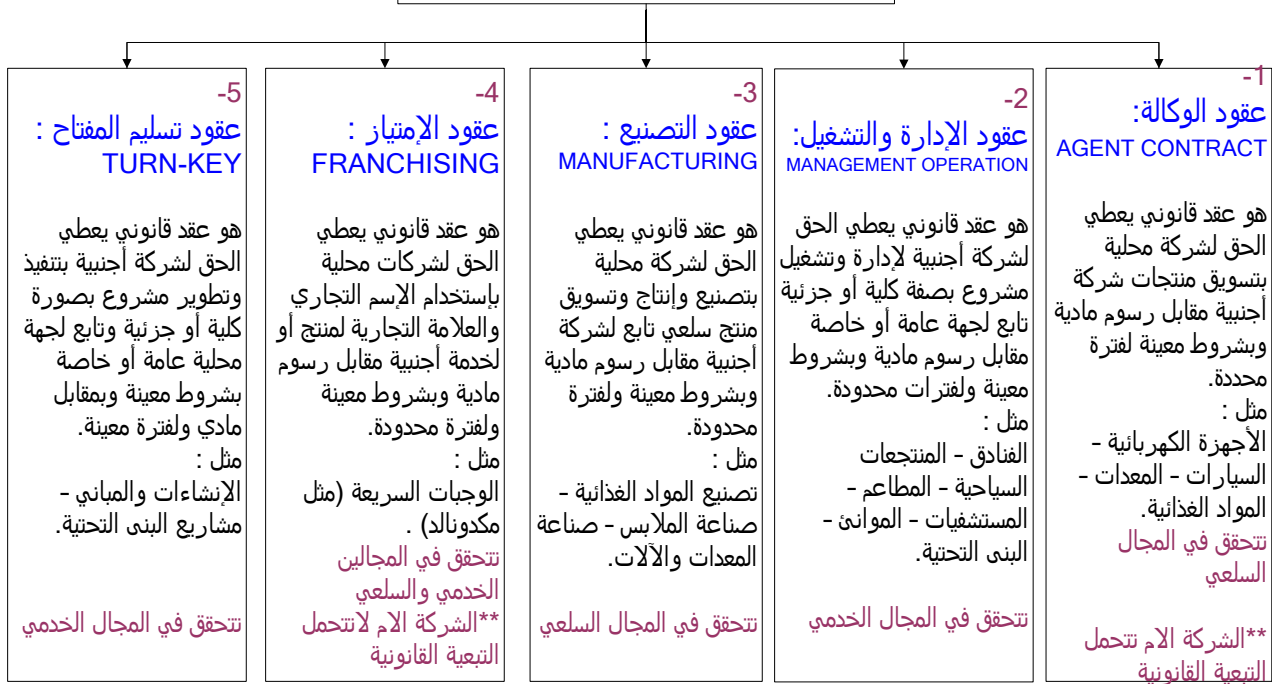 -1
عقود الوكالة:
AGENT CONTRACT
هو عقد قانوني يعطي
الحق لشركة محلية
بتسويق منتجات شركة
أجنبية مقابل رسوم مادية
وبشروط معينة لفترة
محددة.
مثل :
الأجهزة الكهربائية –
السيارات – المعدات –
المواد الغذائية.
تتحقق في المجال
السلعي
**الشركة الام تتحمل
التبعية القانونية
-2
عقود الإدارة والتشغيل:
MANAGEMENT OPERATION
هو عقد قانوني يعطي الحق
لشركة أجنبية لإدارة وتشغيل
مشروع بصفة كلية أو جزئية
تابع لجهة عامة أو خاصة
مقابل رسوم مادية وبشروط
معينة ولفترات محدودة.
مثل :
الفنادق – المنتجعات
السياحية – المطاعم –
المستشفيات – الموانئ –
البنى التحتية.
تتحقق في المجال الخدمي
-3
عقود التصنيع :
MANUFACTURING
هو عقد قانوني يعطي
الحق لشركة محلية
بتصنيع وإنتاج وتسويق
منتج سلعي تابع لشركة
أجنبية مقابل رسوم مادية
وبشروط معينة ولفترة
محدودة.
مثل :
تصنيع المواد الغذائية –
صناعة الملابس – صناعة
المعدات والآلات.
تتحقق في المجال السلعي
-4
عقود الإمتياز :
FRANCHISING
هو عقد قانوني يعطي
الحق لشركات محلية
بإستخدام الإسم التجاري
والعلامة التجارية لمنتج أو
لخدمة أجنبية مقابل رسوم
مادية وبشروط معينة
ولفترة محدودة.
مثل :
الوجبات السريعة (مثل
مكدونالد) .
تتحقق في المجالين
الخدمي والسلعي
**الشركة الام لاتتحمل
التبعية القانونية
-5
عقود تسليم المفتاح :
TURN-KEY
هو عقد قانوني يعطي
الحق لشركة أجنبية بتنفيذ
وتطوير مشروع بصورة
كلية أو جزئية وتابع لجهة
محلية عامة أو خاصة
بشروط معينة وبمقابل
مادي ولفترة معينة.
مثل :
الإنشاءات والمباني –
مشاريع البنى التحتية.
تتحقق في المجال الخدمي